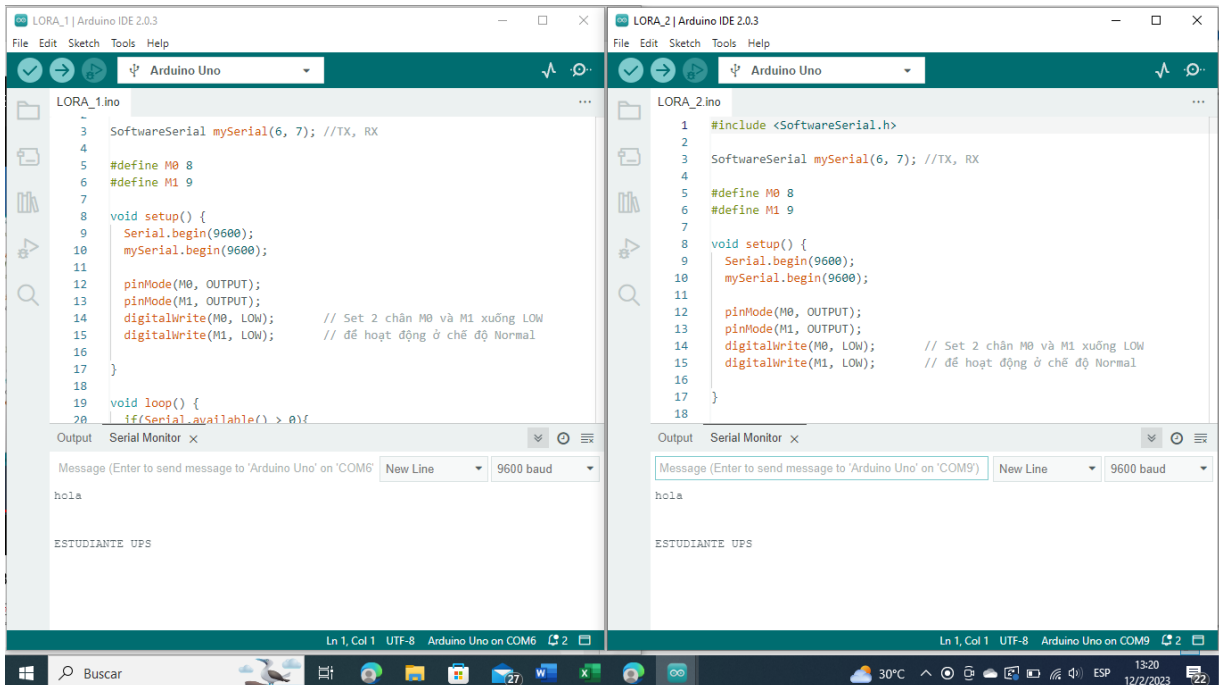 LORA_1 | Arduino IDE 2.0.3
File Edit Sketch Tools Help
Arduino Uno
LORA_1.ino
3 SoftwareSerial mySerial(6, 7); //TX, RX
4
5 #define M0 8
6 #define M1 9
7
8 void setup() {
9 Serial.begin(9600);
10 mySerial.begin(9600);
11
12 pinMode(M0, OUTPUT);
13 pinMode(M1, OUTPUT);
14 digitalWrite(M0, LOW); // Set 2 chân M0 và M1 xuống LOW
15 digitalWrite(M1, LOW); // để hoạt động ở chế độ Normal
16
17 }
18
19 void loop() {
20 if(Serial.available() > 0){
Output Serial Monitor
Message (Enter to send message to 'Arduino Uno' on 'COM6' New Line 9600 baud
hola
ESTUDIANTE UPS
Ln 1, Col 1 UTF-8 Arduino Uno on COM6 2
LORA_2 | Arduino IDE 2.0.3
File Edit Sketch Tools Help
Arduino Uno
LORA_2.ino
1 #include <SoftwareSerial.h>
2
3 SoftwareSerial mySerial(6, 7); //TX, RX
4
5 #define M0 8
6 #define M1 9
7
8 void setup() {
9 Serial.begin(9600);
10 mySerial.begin(9600);
11
12 pinMode(M0, OUTPUT);
13 pinMode(M1, OUTPUT);
14 digitalWrite(M0, LOW); // Set 2 chân M0 và M1 xuống LOW
15 digitalWrite(M1, LOW); // để hoạt động ở chế độ Normal
16
17 }
18
Output Serial Monitor
Message (Enter to send message to 'Arduino Uno' on 'COM9') New Line 9600 baud
hola
ESTUDIANTE UPS
Ln 1, Col 1 UTF-8 Arduino Uno on COM9 2
Buscar 27 30°C ESP 13:20
12/2/2023 22